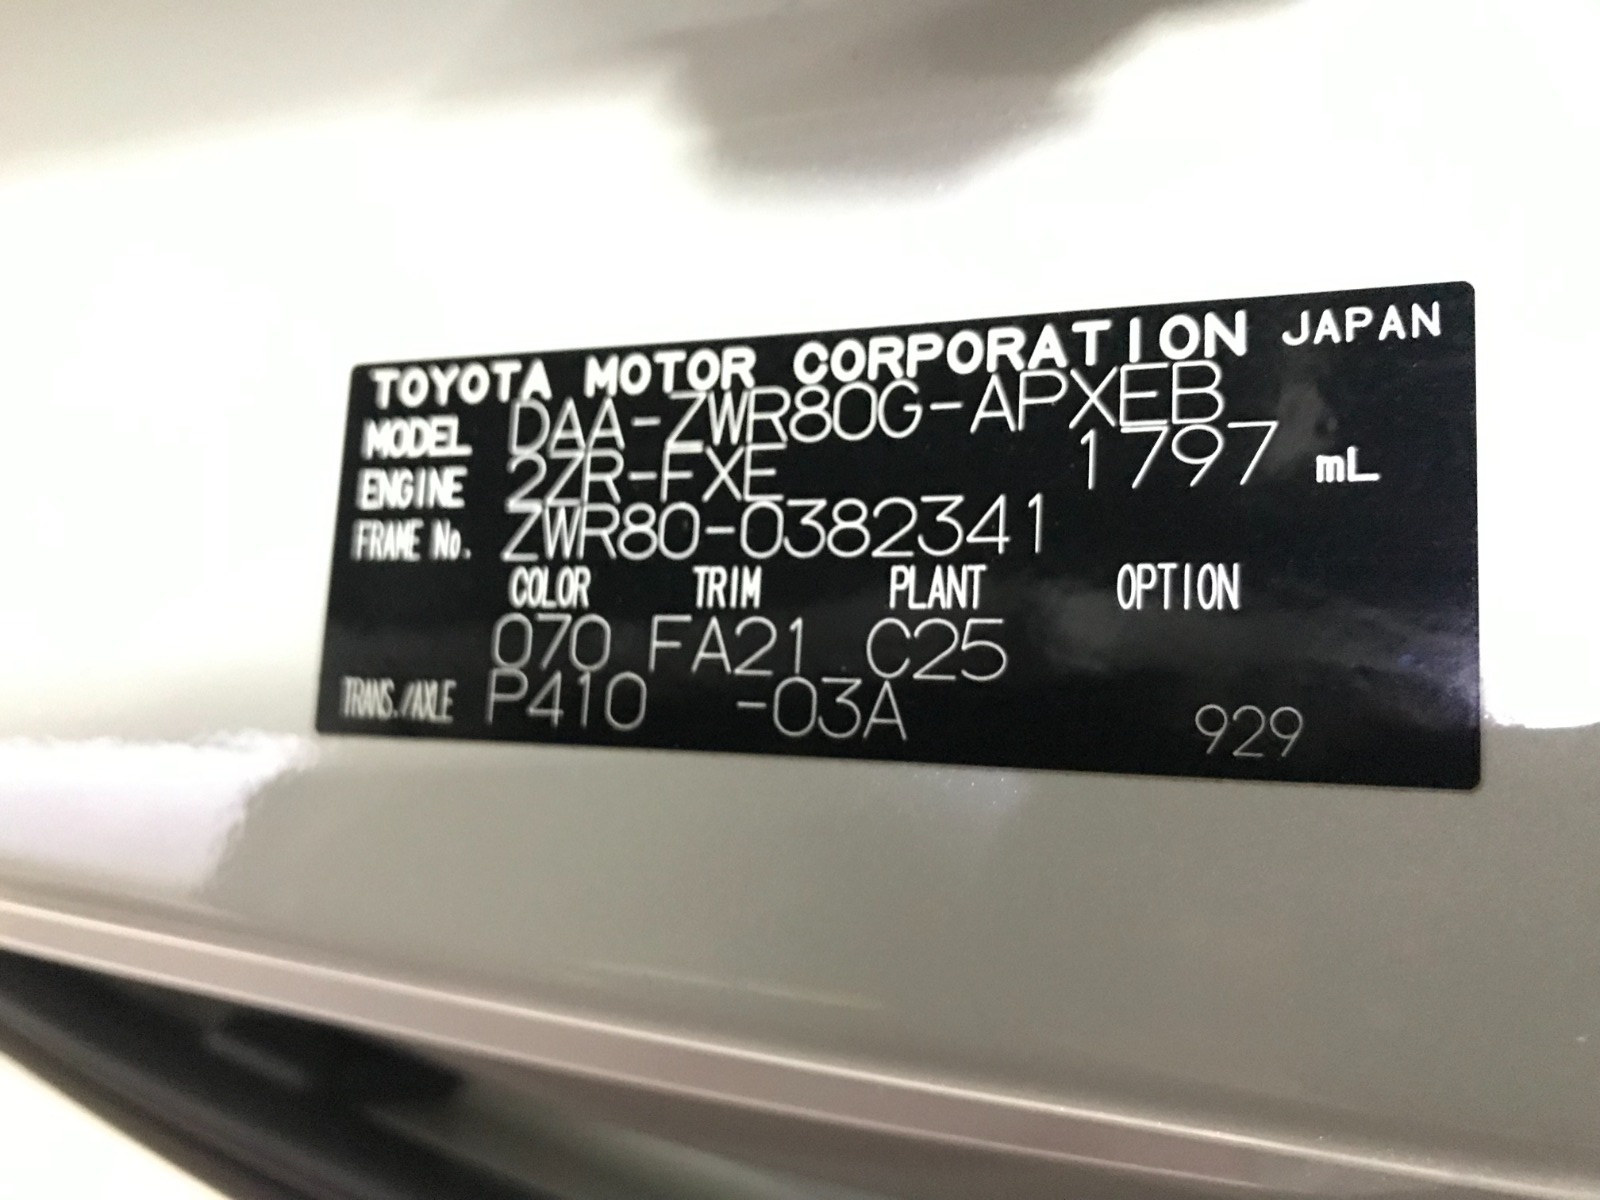 TOYOTA MOTOR CORPORATION JAPAN
MODEL DAA-ZWR80G-APXEB
ENGINE 2ZR-FXE 1797 mL
FRAME No. ZWR80-0382341
COLOR TRIM PLANT OPTION
070 FA21 C25
TRANS./AXLE P410 -03A 929